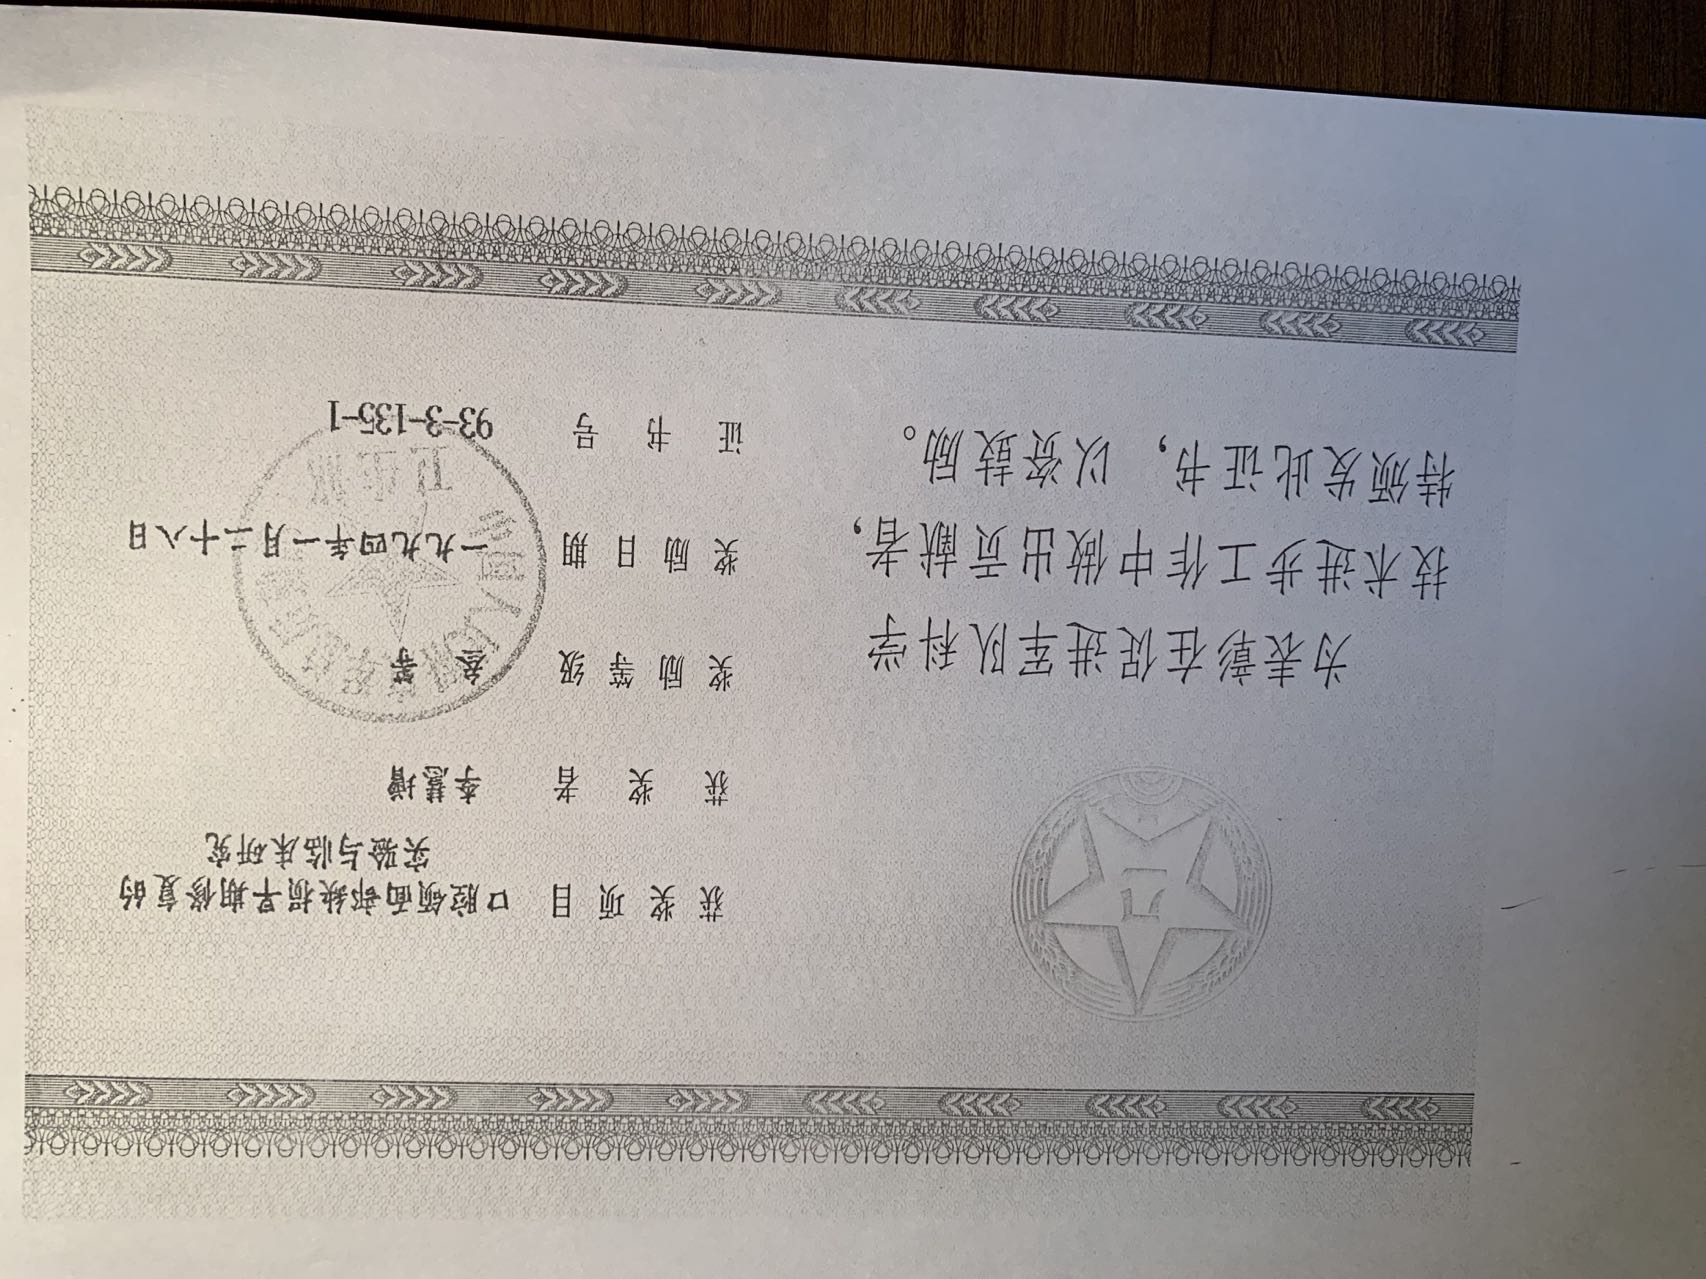 八一
为表彰在促进军队科学
技术进步工作中做出贡献者，
特颁发此证书，以资鼓励。
获奖项目 口腔颌面部缺损早期修复的
实验与临床研究
获奖者 李慧增
奖励等级 叁等
奖励日期 一九九四年一月二十八日
证书号 93-3-135-1